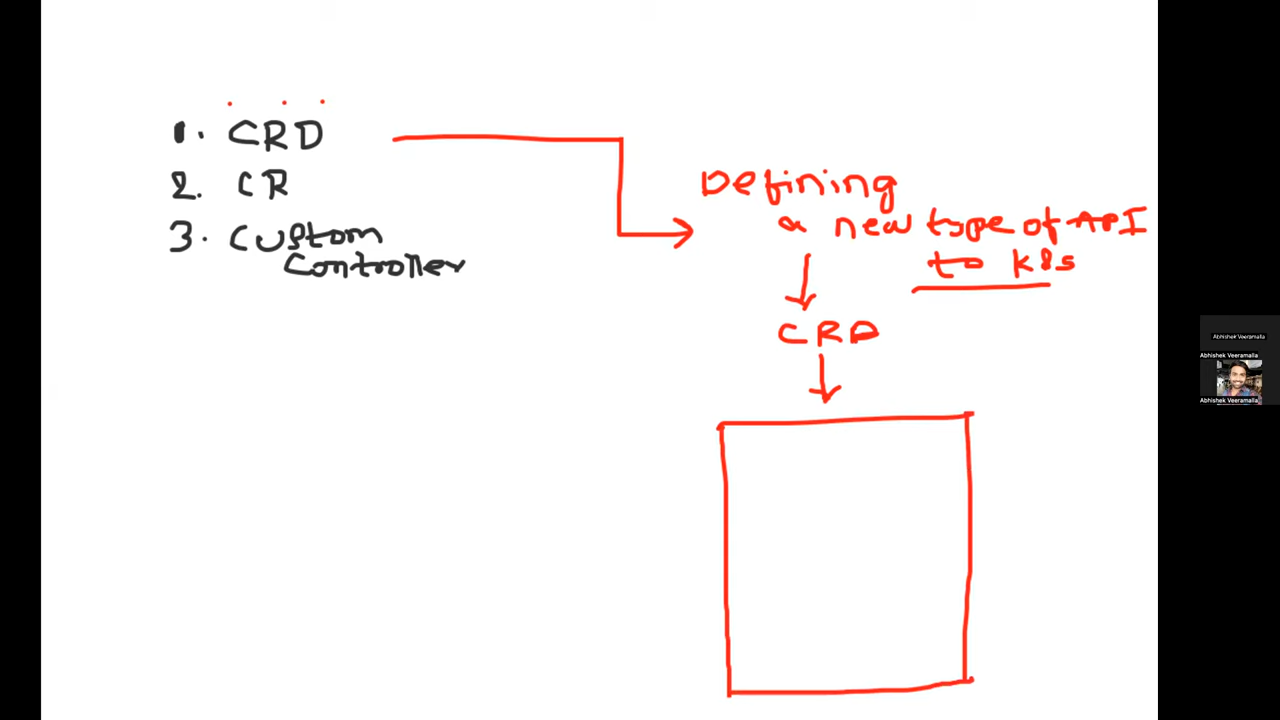 1. CRD
2. CR
3. Custom
Controller
Defining
a new type of API
to k8s
CRD
Abhishek Veeramalla
Abhishek Veeramalla
Abhishek Veeramalla